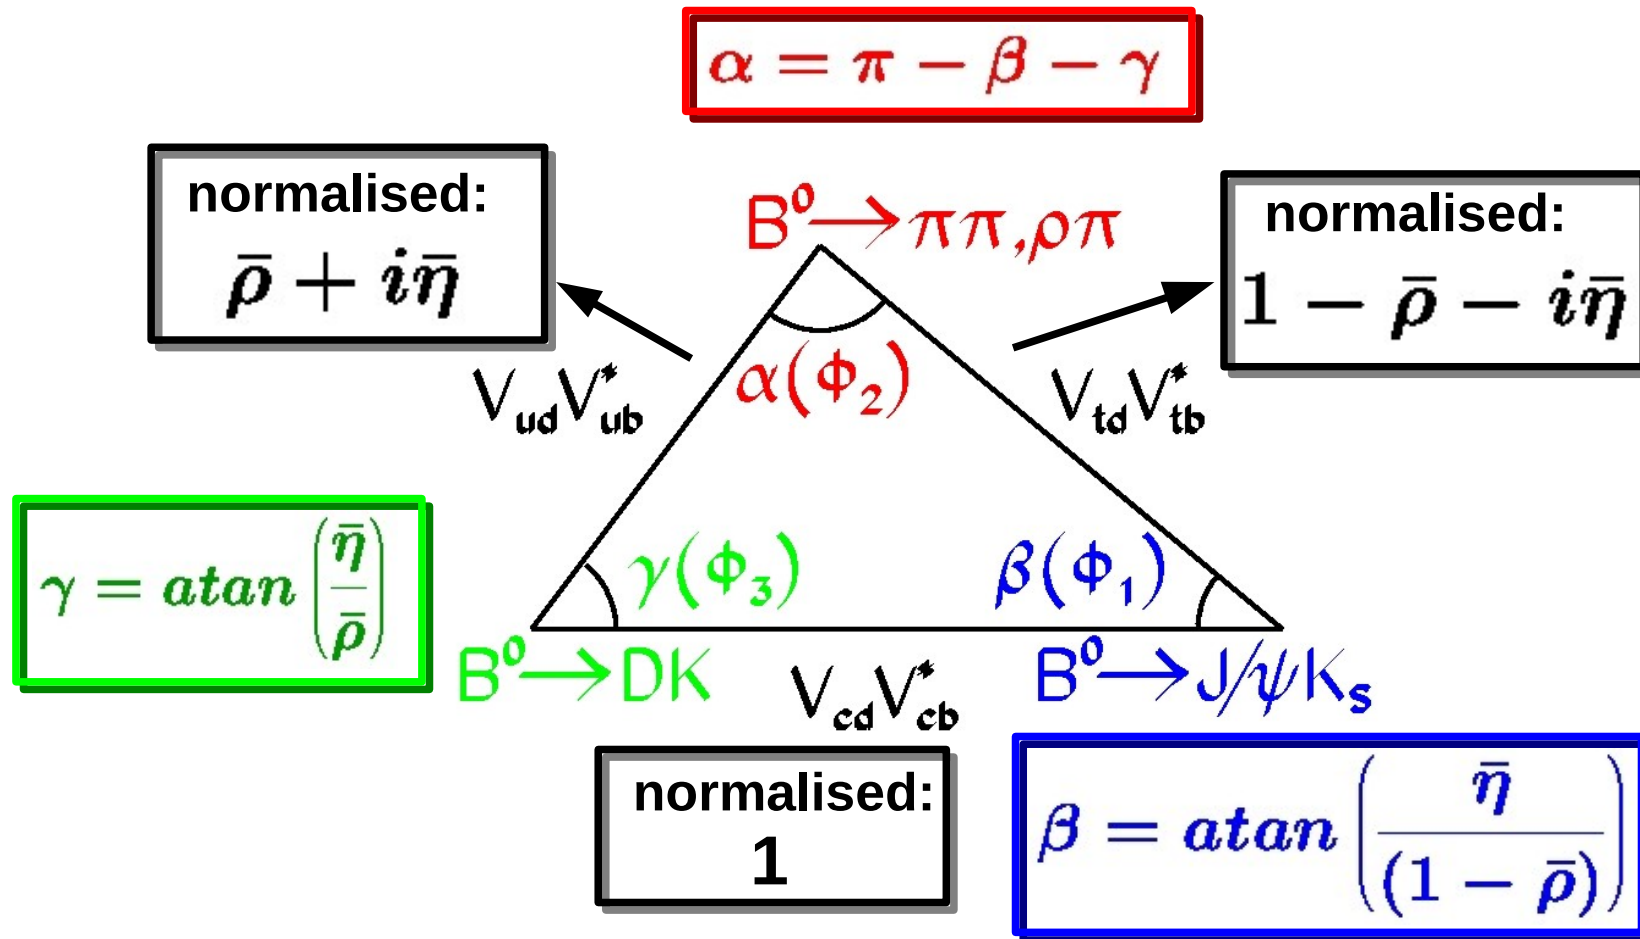 α = π − β − γ
normalised:
ρ̄ + iη̄
B⁰→ππ,ρπ
normalised:
1 − ρ̄ − iη̄
V_ud V*_ub
α(ϕ₂)
V_td V*_tb
γ = atan (η̄/ρ̄)
γ(ϕ₃)
β(ϕ₁)
B⁰→DK
V_cd V*_cb
B⁰→J/ψK_s
normalised:
1
β = atan (η̄/(1 − ρ̄))